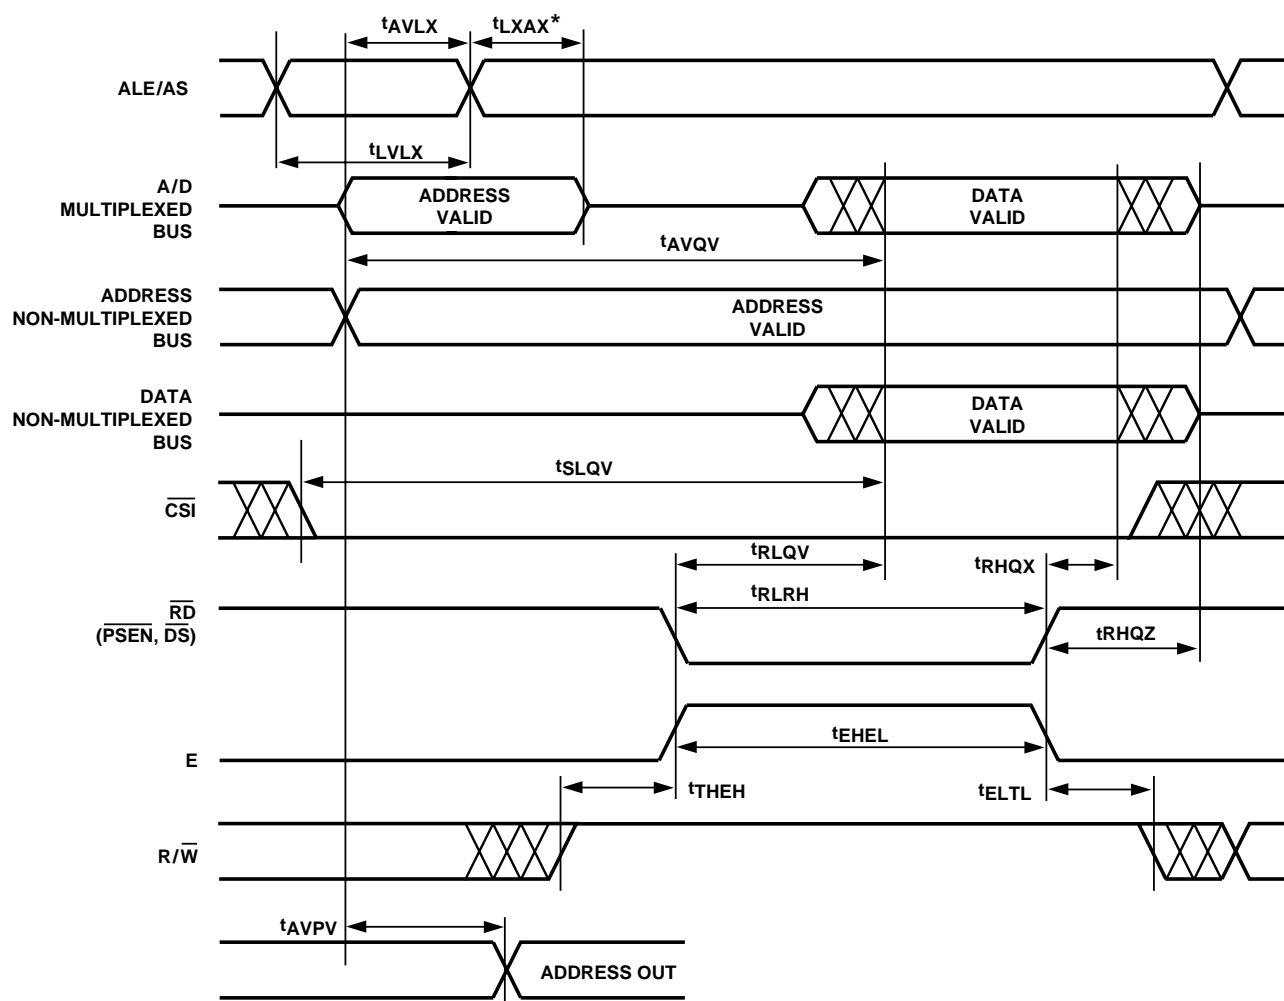 tAVLX
tLXAX*
ALE/AS
tLVLX
A/D
MULTIPLEXED
BUS
ADDRESS
VALID
DATA
VALID
tAVQV
ADDRESS
NON-MULTIPLEXED
BUS
ADDRESS
VALID
DATA
NON-MULTIPLEXED
BUS
DATA
VALID
tSLQV
CSI
tRLQV
tRHQX
tRLRH
RD
(PSEN, DS)
tRHQZ
tEHEL
E
tTHEH
tELTL
R/W
tAVPV
ADDRESS OUT